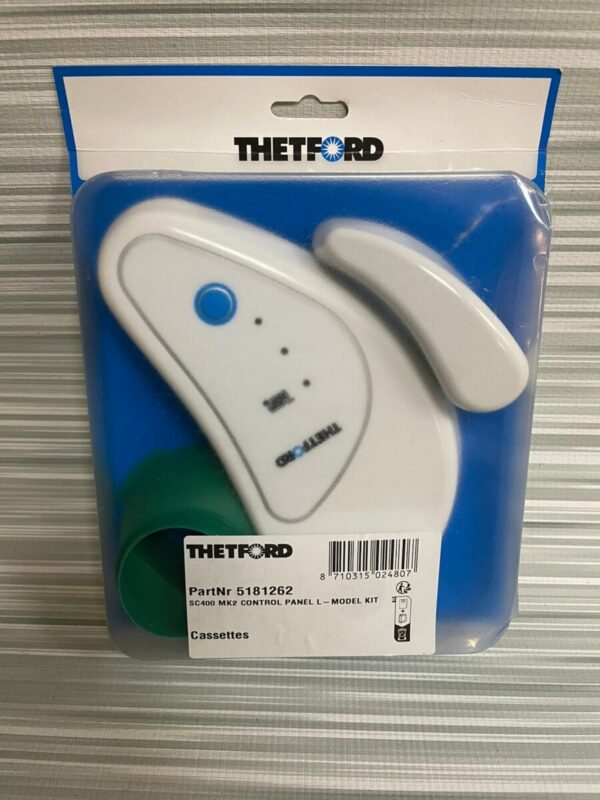 THETFORD
THETFORD
THETFORD
8 710315 024807
PartNr 5181262
SC400 MK2 CONTROL PANEL L-MODEL KIT
Cassettes